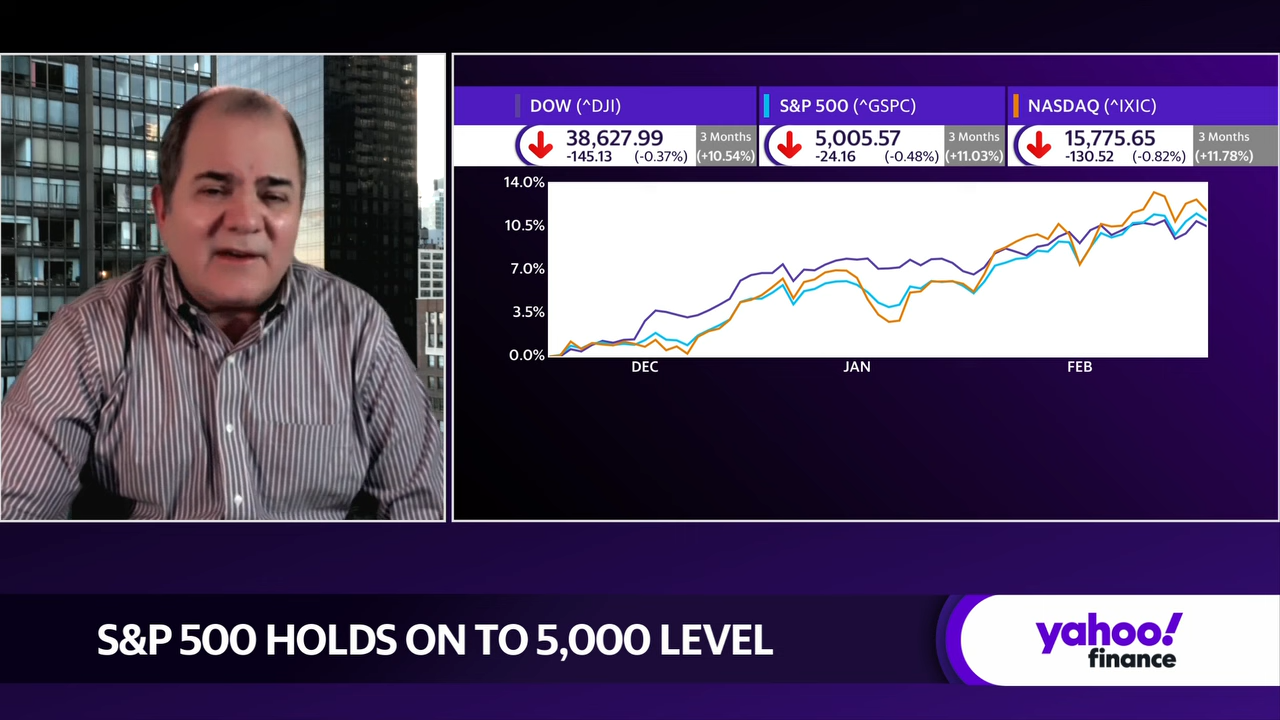 DOW (^DJI)
38,627.99
-145.13 (-0.37%)
3 Months
(+10.54%)
S&P 500 (^GSPC)
5,005.57
-24.16 (-0.48%)
3 Months
(+11.03%)
NASDAQ (^IXIC)
15,775.65
-130.52 (-0.82%)
3 Months
(+11.78%)
14.0%
10.5%
7.0%
3.5%
0.0%
DEC JAN FEB
S&P 500 HOLDS ON TO 5,000 LEVEL
yahoo!
finance